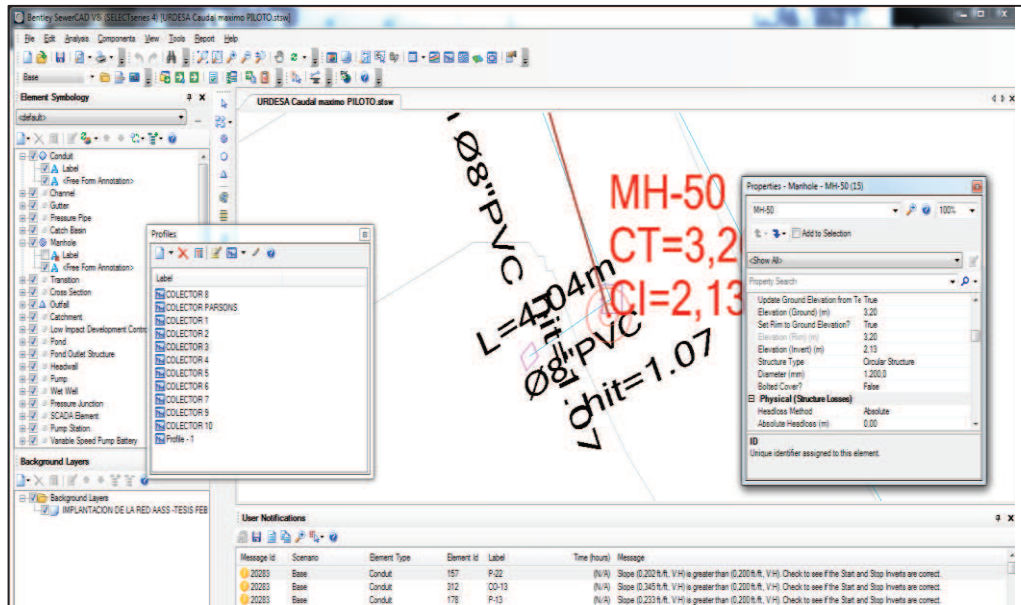 Bentley SewerCAD V8i (SELECTseries 4) [URDESA Caudal maximo PILOTO.stsw]
File Edit Analysis Components View Tools Report Help
Base
Element Symbology
<default>
Conduit
Label
<Free Form Annotation>
Channel
Gutter
Pressure Pipe
Catch Basin
Manhole
Label
<Free Form Annotation>
Transition
Cross Section
Outfall
Catchment
Low Impact Development Contro
Pond
Pond Outlet Structure
Headwall
Pump
Wet Well
Pressure Junction
SCADA Element
Pump Station
Variable Speed Pump Battery
Background Layers
Background Layers
IMPLANTACION DE LA RED AASS -TESIS FEB
Profiles
Label
COLECTOR 8
COLECTOR PARSONS
COLECTOR 1
COLECTOR 2
COLECTOR 3
COLECTOR 4
COLECTOR 5
COLECTOR 6
COLECTOR 7
COLECTOR 9
COLECTOR 10
Profile - 1
URDESA Caudal maximo PILOTO.stsw
Ø8"PVC
MH-50
CT=3,2
CI=2,13
Ø8"PVC
hit=1.07
Properties - Manhole - MH-50 (15)
MH-50
100%
Add to Selection
<Show All>
Property Search
Update Ground Elevation from Te True
Elevation (Ground) (m) 3,20
Set Rim to Ground Elevation? True
Elevation (Rim) (m) 3,20
Elevation (Invert) (m) 2,13
Structure Type Circular Structure
Diameter (mm) 1.200,0
Bolted Cover? False
Physical (Structure Losses)
Headloss Method Absolute
Absolute Headloss (m) 0,00
ID
Unique identifier assigned to this element.
User Notifications
Message Id Scenario Element Type Element Id Label Time (hours) Message
20283 Base Conduit 157 P-22 (N/A) Slope (0,202 ft/ft, V:H) is greater than (0,200 ft/ft, V:H). Check to see if the Start and Stop Inverts are correct.
20283 Base Conduit 312 CO-13 (N/A) Slope (0,345 ft/ft, V:H) is greater than (0,200 ft/ft, V:H). Check to see if the Start and Stop Inverts are correct.
20283 Base Conduit 178 P-13 (N/A) Slope (0,233 ft/ft, V:H) is greater than (0,200 ft/ft, V:H). Check to see if the Start and Stop Inverts are correct.